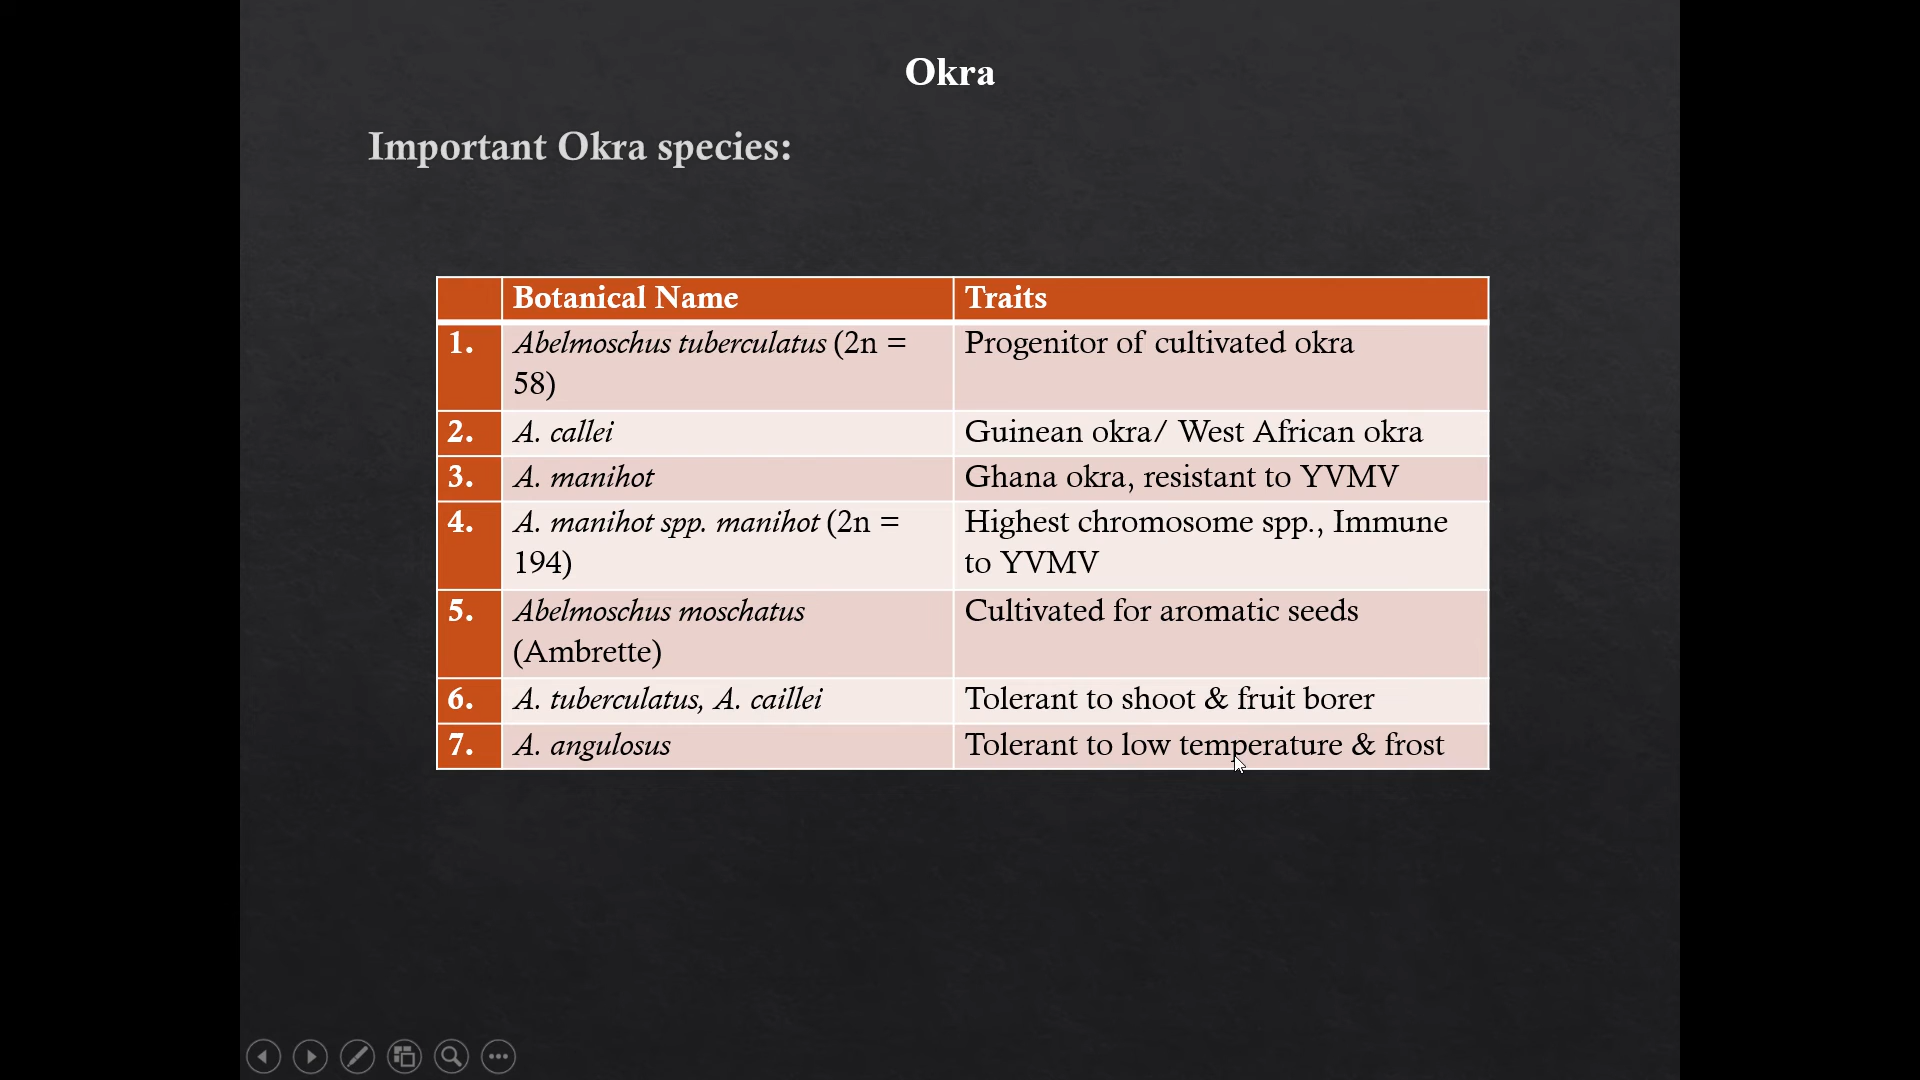 Okra
Important Okra species:
Botanical Name Traits
1. Abelmoschus tuberculatus (2n = Progenitor of cultivated okra
58)
2. A. callei Guinean okra/ West African okra
3. A. manihot Ghana okra, resistant to YVMV
4. A. manihot spp. manihot (2n = Highest chromosome spp., Immune
194) to YVMV
5. Abelmoschus moschatus Cultivated for aromatic seeds
(Ambrette)
6. A. tuberculatus, A. caillei Tolerant to shoot & fruit borer
7. A. angulosus Tolerant to low temperature & frost